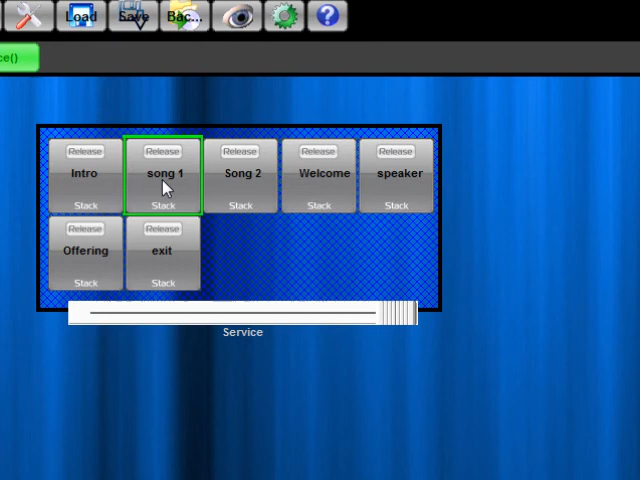 Load Save Bac... ?
ce()
Release Release Release Release Release
Intro song 1 Song 2 Welcome speaker
Stack Stack Stack Stack Stack
Release Release
Offering exit
Stack Stack
Service